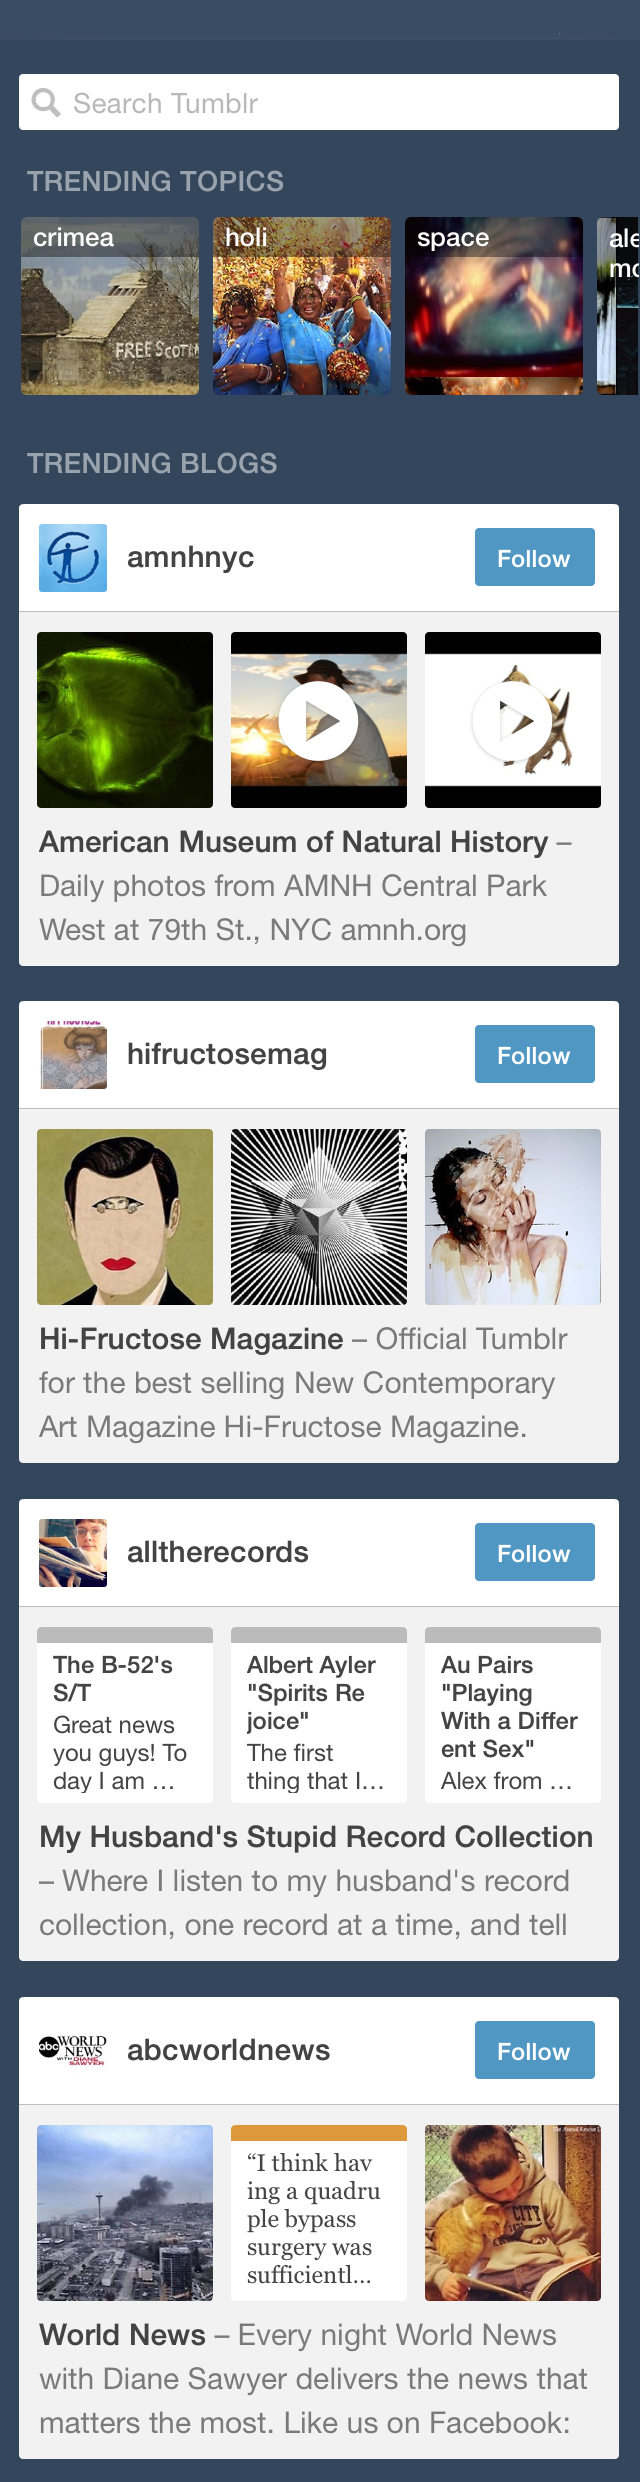 Search Tumblr
TRENDING TOPICS
crimea
holi
space
ale
mo
FREE SCOTL
TRENDING BLOGS
amnhnyc
Follow
American Museum of Natural History –
Daily photos from AMNH Central Park
West at 79th St., NYC amnh.org
hifructosemag
Follow
Hi-Fructose Magazine – Official Tumblr
for the best selling New Contemporary
Art Magazine Hi-Fructose Magazine.
alltherecords
Follow
The B-52's
S/T
Great news
you guys! To
day I am ...
Albert Ayler
"Spirits Re
joice"
The first
thing that I...
Au Pairs
"Playing
With a Differ
ent Sex"
Alex from ...
My Husband's Stupid Record Collection
– Where I listen to my husband's record
collection, one record at a time, and tell
abc WORLD
NEWS
WITH DIANE
SAWYER
abcworldnews
Follow
“I think hav
ing a quadru
ple bypass
surgery was
sufficientl...
CITY
World News – Every night World News
with Diane Sawyer delivers the news that
matters the most. Like us on Facebook: